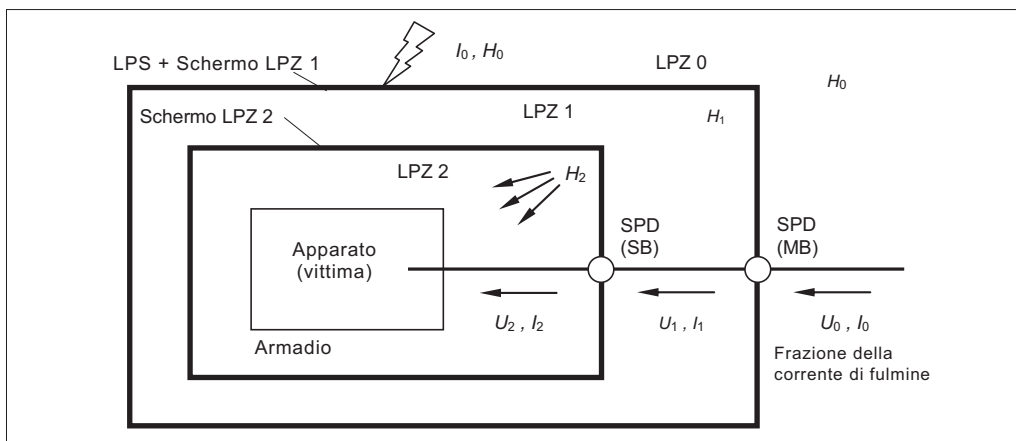 I0 , H0
LPZ 0
LPS + Schermo LPZ 1
H0
Schermo LPZ 2
LPZ 1
H1
LPZ 2
H2
SPD
(SB)
SPD
(MB)
Apparato
(vittima)
U2 , I2
U1 , I1
U0 , I0
Armadio
Frazione della
corrente di fulmine